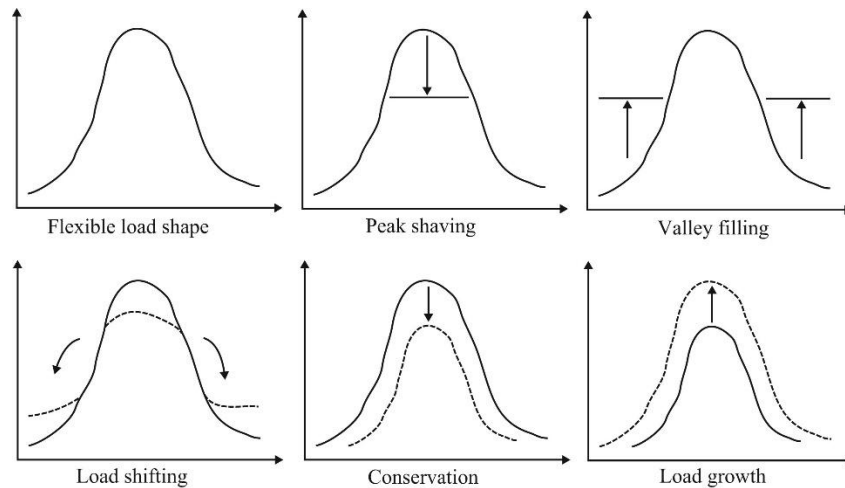 Flexible load shape
Peak shaving
Valley filling
Load shifting
Conservation
Load growth